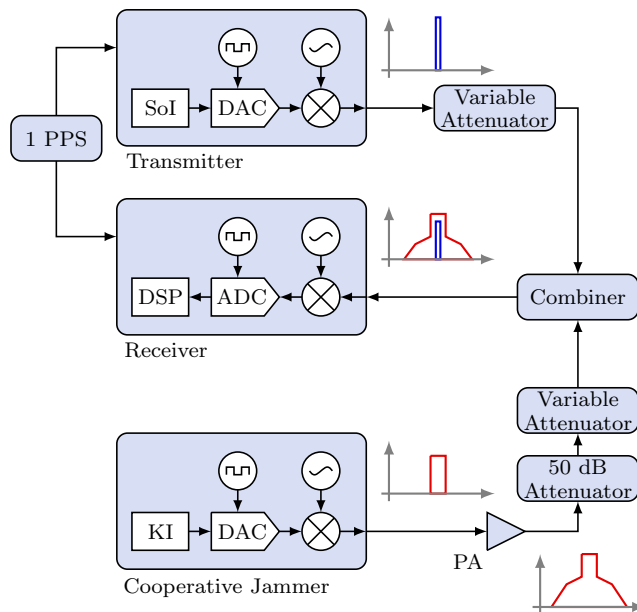 SoI
DAC
Variable
Attenuator
1 PPS
Transmitter
DSP
ADC
Combiner
Receiver
Variable
Attenuator
50 dB
Attenuator
KI
DAC
PA
Cooperative Jammer